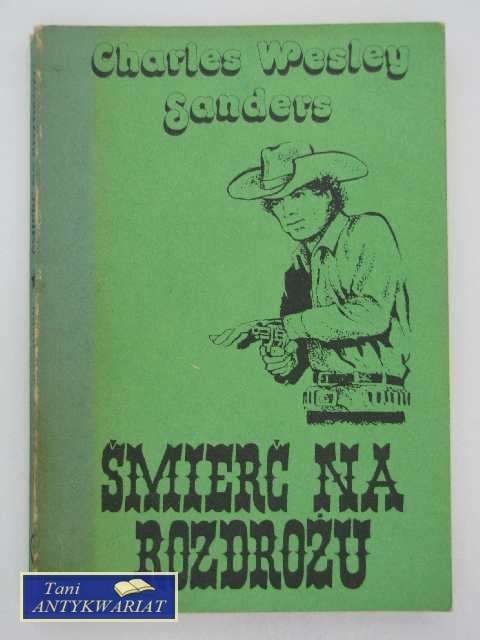 Charles Wesley
Sanders
ŚMIERĆ NA
ROZDROŻU
Tani
ANTYKWARIAT